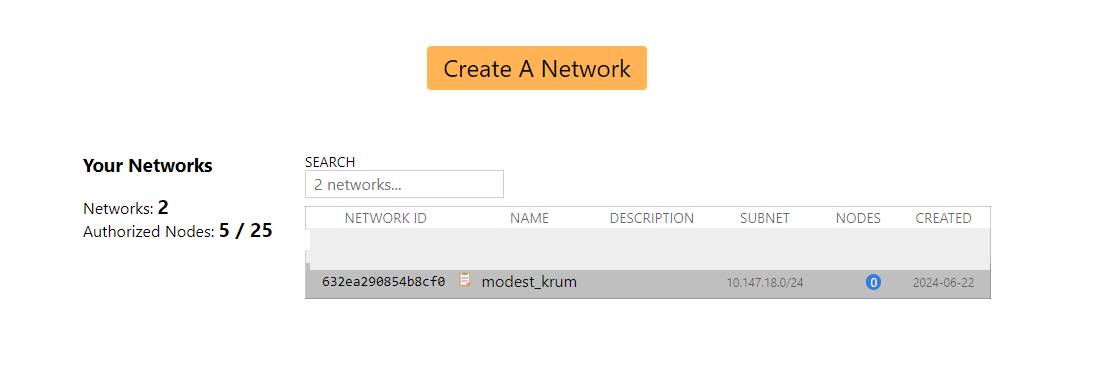 Create A Network
Your Networks
Networks: 2
Authorized Nodes: 5 / 25
SEARCH
2 networks...
NETWORK ID NAME DESCRIPTION SUBNET NODES CREATED
632ea290854b8cf0 modest_krum 10.147.18.0/24 0 2024-06-22